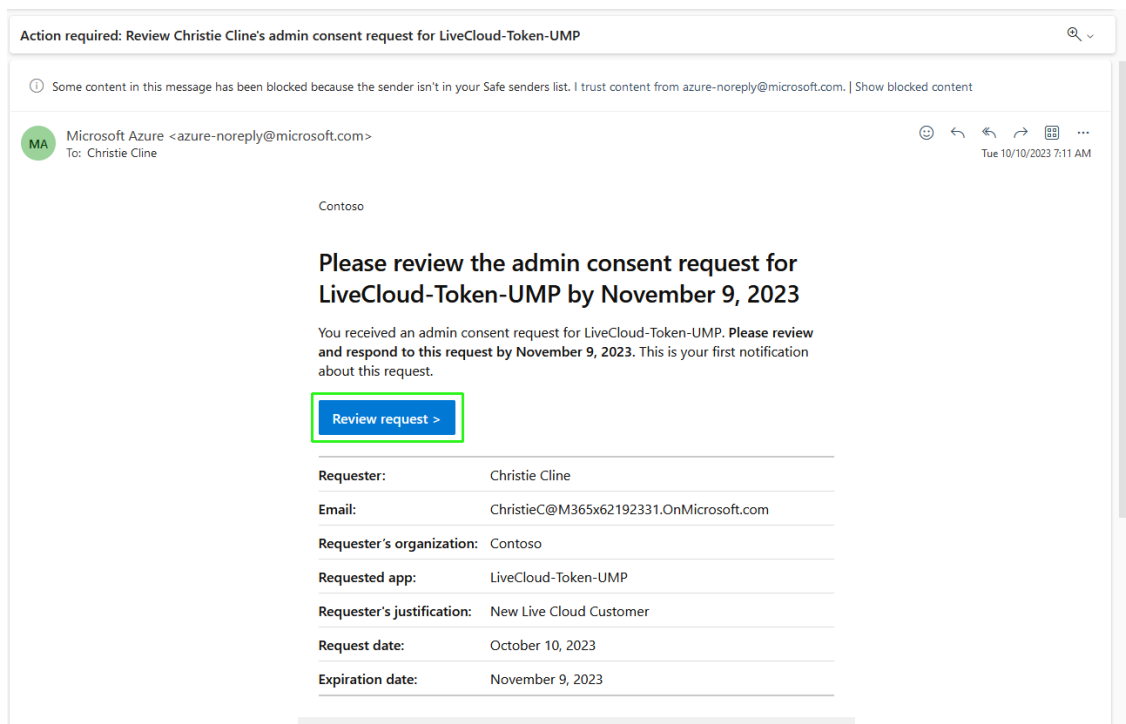 Action required: Review Christie Cline's admin consent request for LiveCloud-Token-UMP
Some content in this message has been blocked because the sender isn't in your Safe senders list. I trust content from azure-noreply@microsoft.com. | Show blocked content
MA
Microsoft Azure <azure-noreply@microsoft.com>
To: Christie Cline
Tue 10/10/2023 7:11 AM
Contoso
Please review the admin consent request for
LiveCloud-Token-UMP by November 9, 2023
You received an admin consent request for LiveCloud-Token-UMP. Please review
and respond to this request by November 9, 2023. This is your first notification
about this request.
Review request >
Requester: Christie Cline
Email: ChristieC@M365x62192331.OnMicrosoft.com
Requester's organization: Contoso
Requested app: LiveCloud-Token-UMP
Requester's justification: New Live Cloud Customer
Request date: October 10, 2023
Expiration date: November 9, 2023